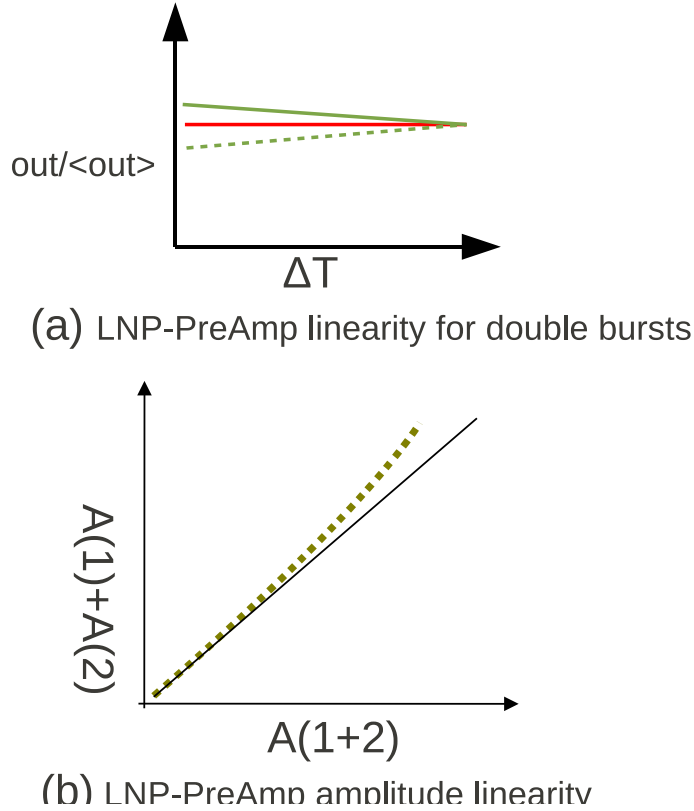 out/<out>
ΔT
(a) LNP-PreAmp linearity for double bursts
A(1)+A(2)
A(1+2)
(b) LNP-PreAmp amplitude linearity